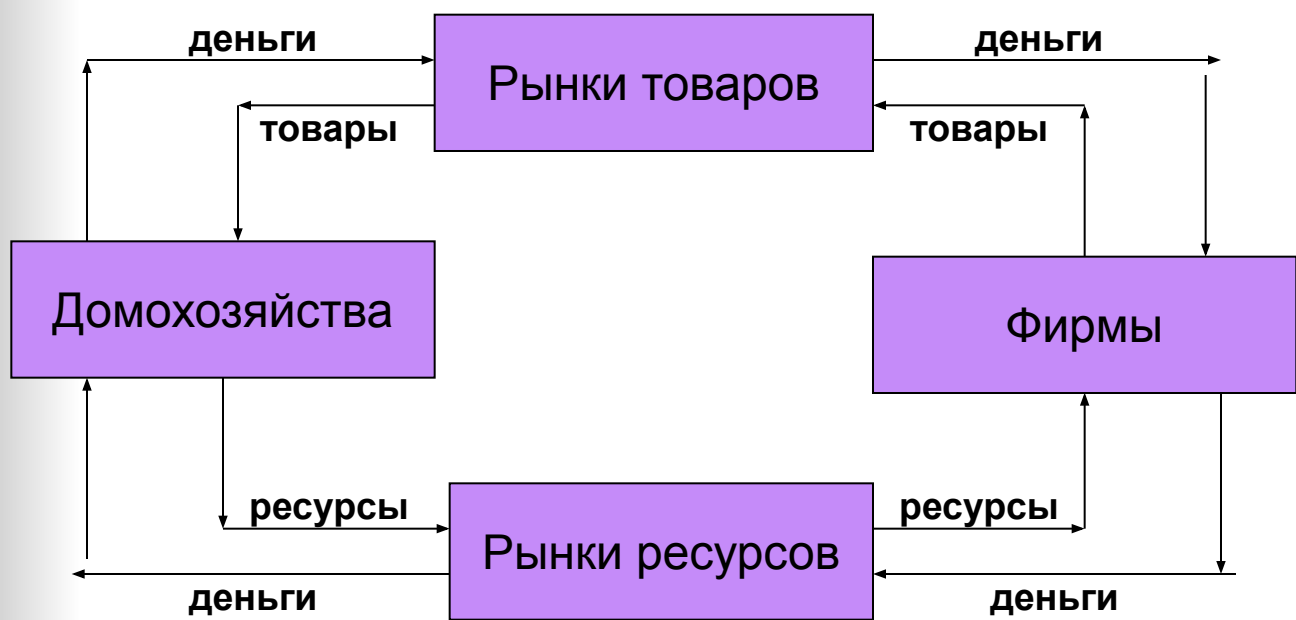 деньги
деньги
Рынки товаров
товары
товары
Домохозяйства
Фирмы
ресурсы
ресурсы
Рынки ресурсов
деньги
деньги